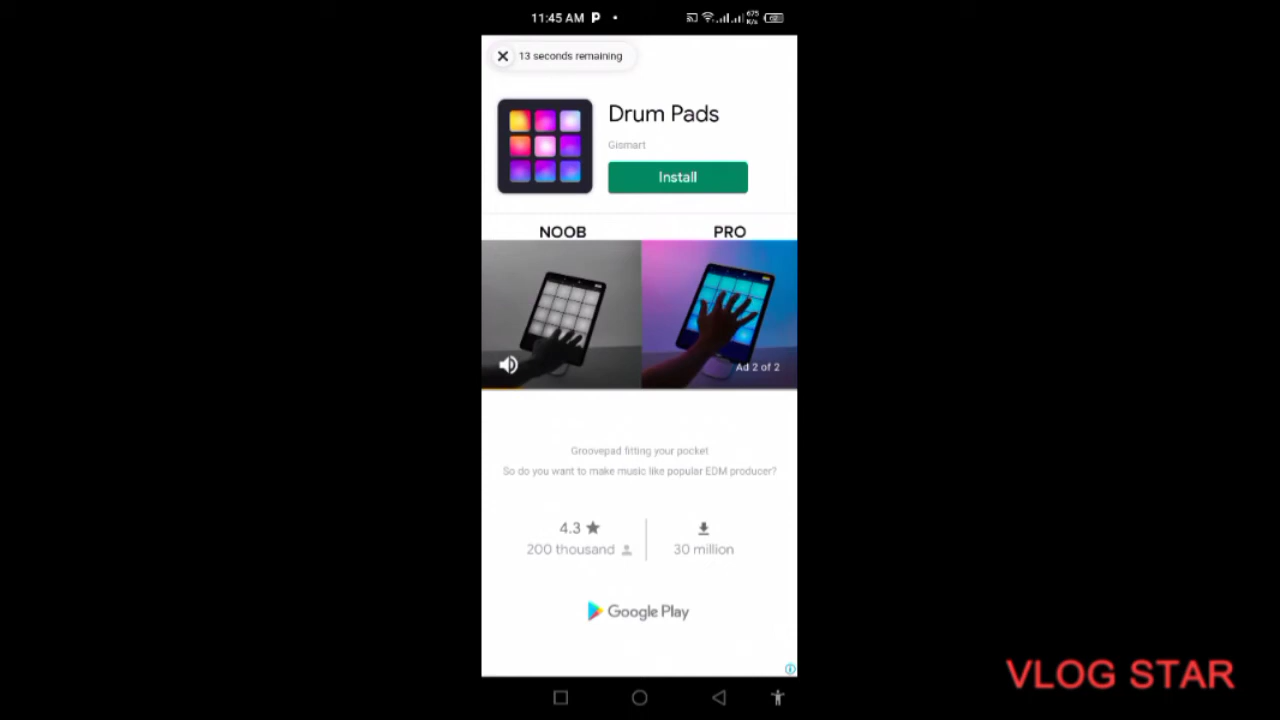 11:45 AM
675
K/s
13 seconds remaining
Drum Pads
Gismart
Install
NOOB PRO
Ad 2 of 2
Groovepad fitting your pocket
So do you want to make music like popular EDM producer?
4.3
200 thousand
30 million
Google Play
VLOG STAR